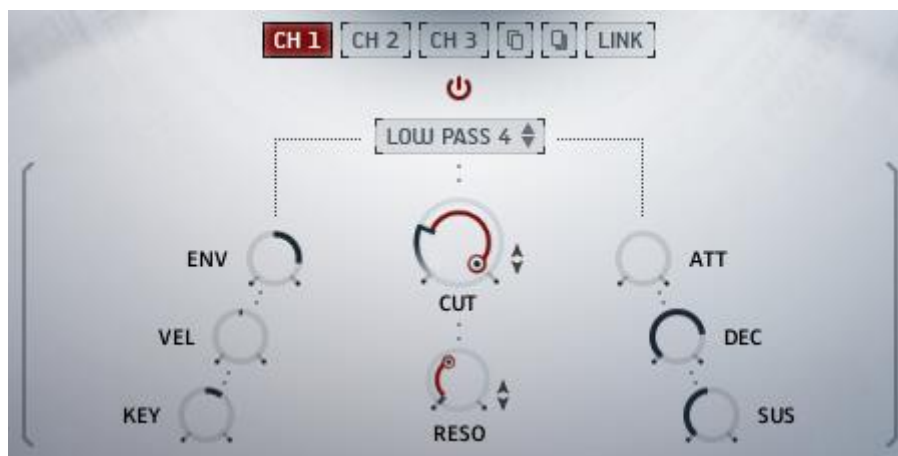 CH 1 CH 2 CH 3 LINK
LOW PASS 4
ENV CUT ATT
VEL DEC
KEY RESO SUS